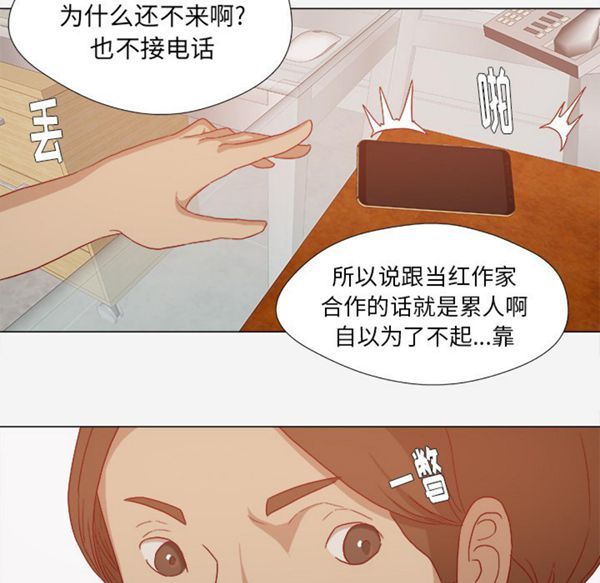 为什么还不来啊?
也不接电话
丢
啪
所以说跟当红作家
合作的话就是累人啊
自以为了不起...靠
一瞥